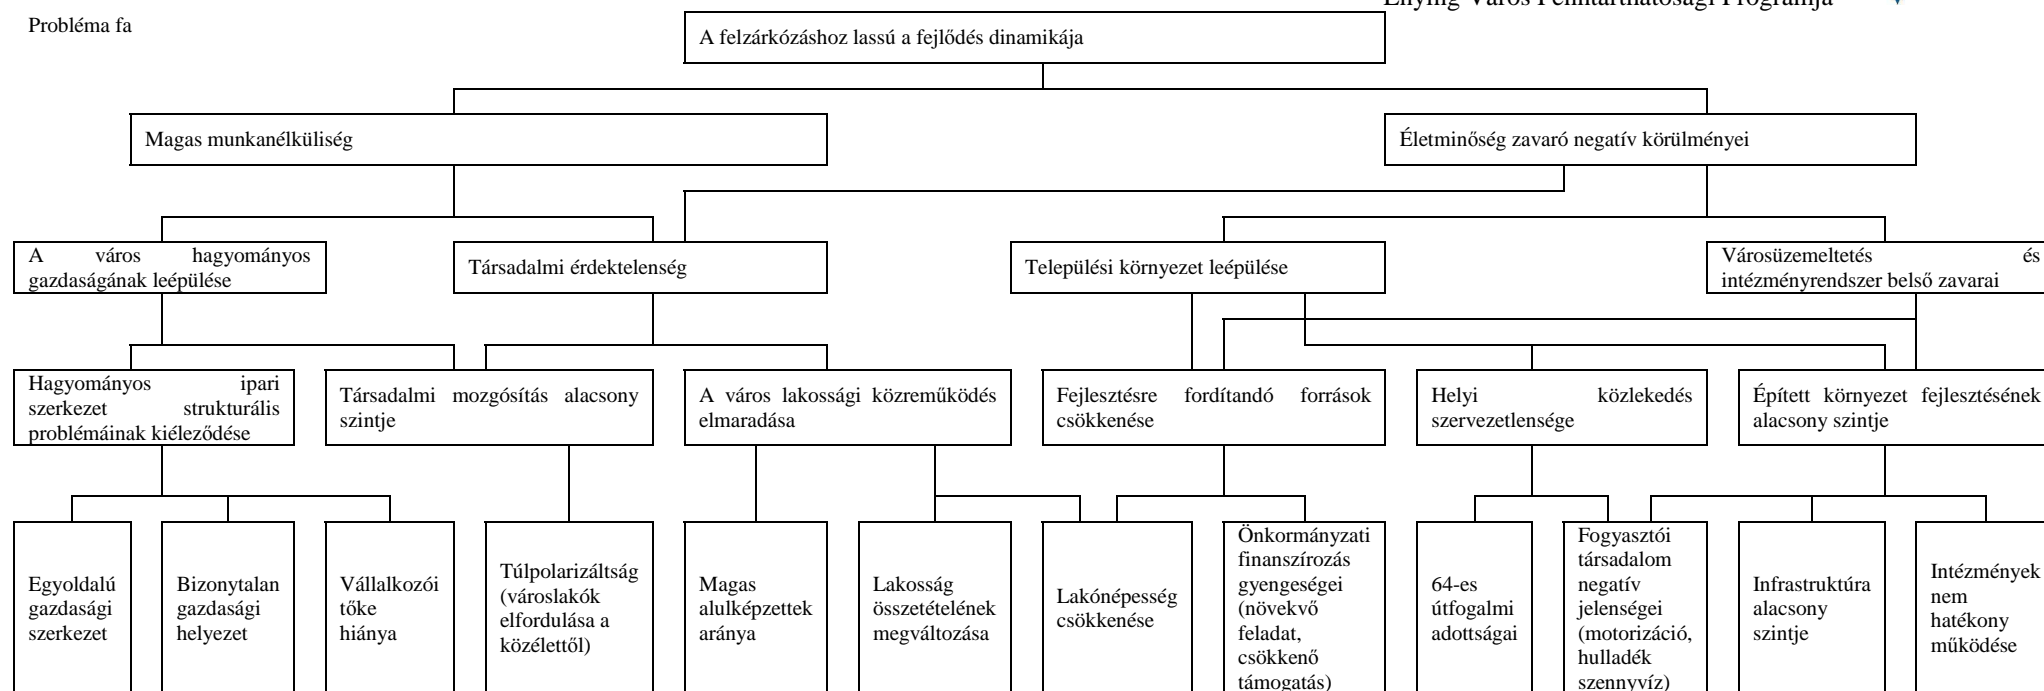 Enying Város Fenntarthatósági Programja
Probléma fa
A felzárkózáshoz lassú a fejlődés dinamikája
Magas munkanélküliség
Életminőség zavaró negatív körülményei
A város hagyományos
gazdaságának leépülése
Társadalmi érdektelenség
Települési környezet leépülése
Városüzemeltetés és
intézményrendszer belső zavarai
Hagyományos ipari
szerkezet strukturális
problémáinak kiéleződése
Társadalmi mozgósítás alacsony
szintje
A város lakossági közreműködés
elmaradása
Fejlesztésre fordítandó források
csökkenése
Helyi közlekedés
szervezetlensége
Épített környezet fejlesztésének
alacsony szintje
Egyoldalú
gazdasági
szerkezet
Bizonytalan
gazdasági
helyezet
Vállalkozói
tőke
hiánya
Túlpolarizáltság
(városlakók
elfordulása a
közélettől)
Magas
alulképzettek
aránya
Lakosság
összetételének
megváltozása
Lakónépesség
csökkenése
Önkormányzati
finanszírozás
gyengeségei
(növekvő
feladat,
csökkenő
támogatás)
64-es
útfogalmi
adottságai
Fogyasztói
társadalom
negatív
jelenségei
(motorizáció,
hulladék
szennyvíz)
Infrastruktúra
alacsony
szintje
Intézmények
nem
hatékony
működése